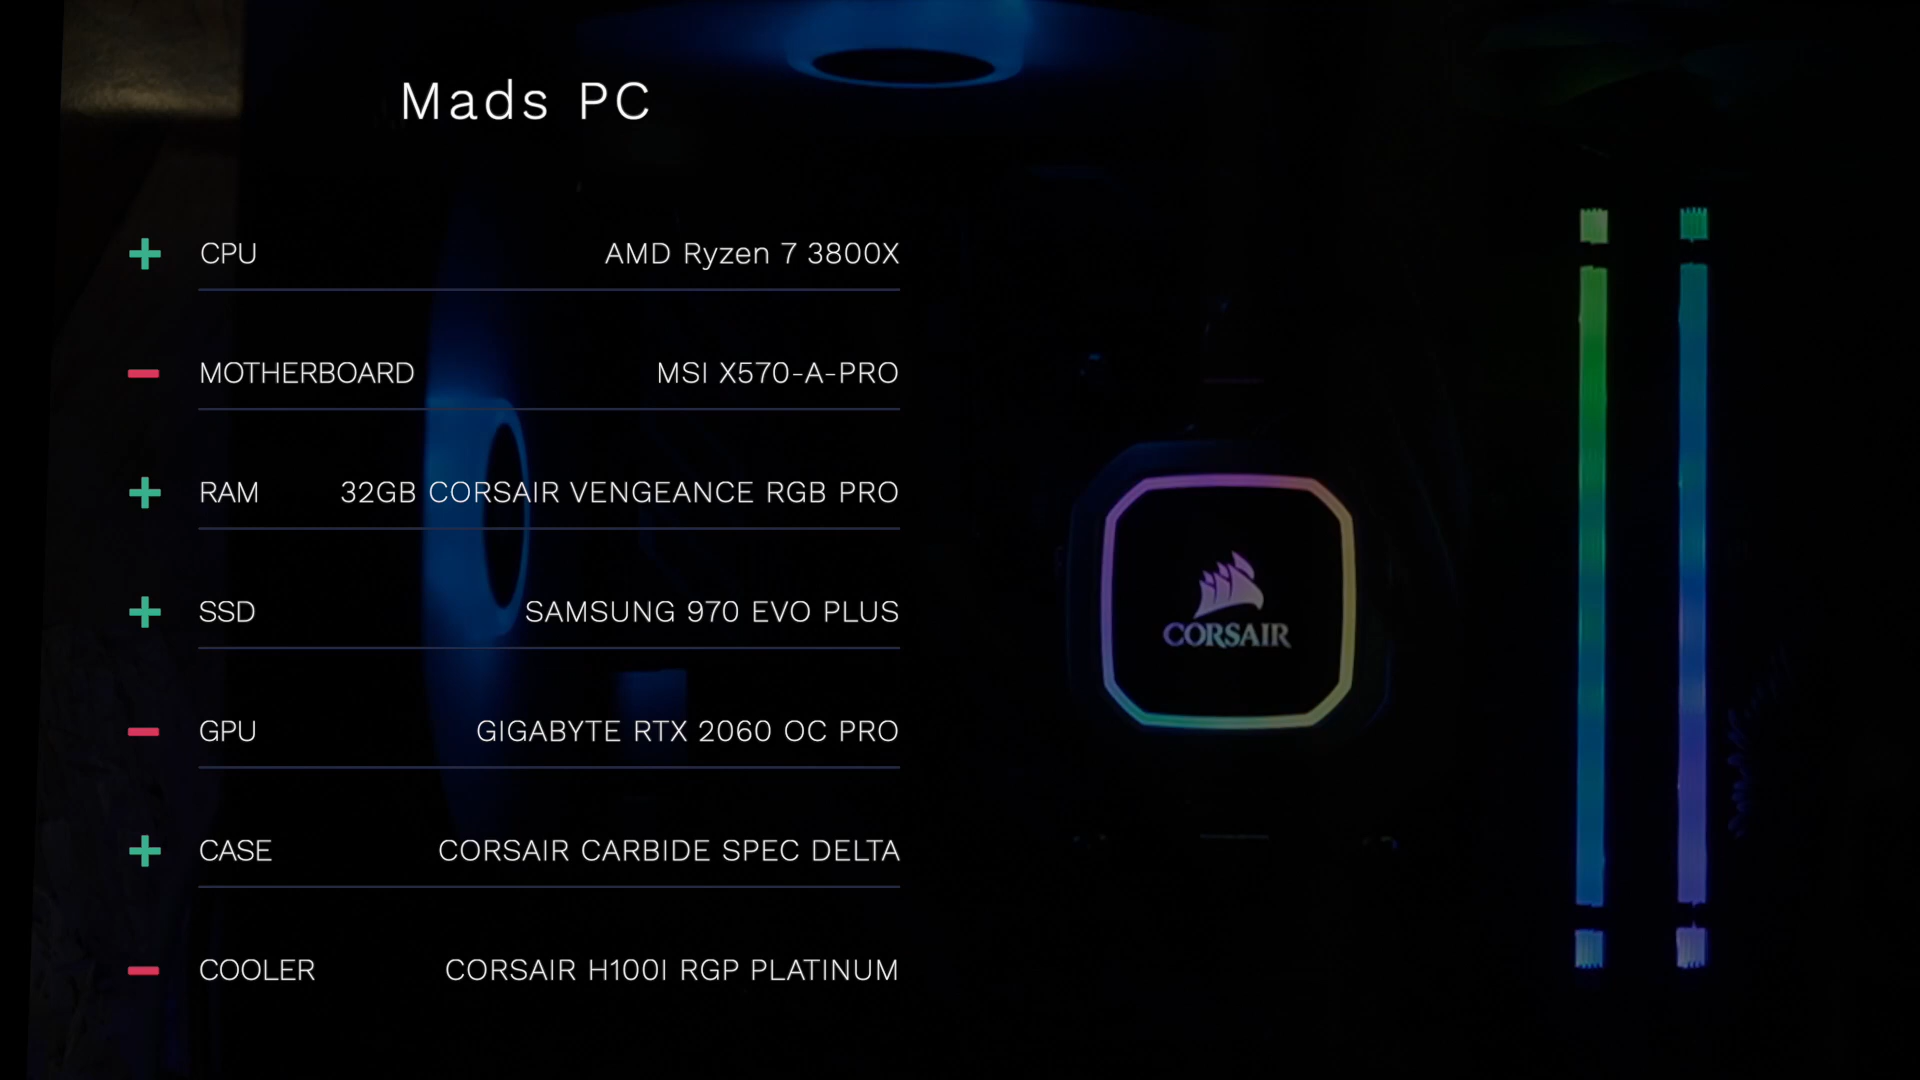 Mads PC
CPU AMD Ryzen 7 3800X
MOTHERBOARD MSI X570-A-PRO
RAM 32GB CORSAIR VENGEANCE RGB PRO
SSD SAMSUNG 970 EVO PLUS
GPU GIGABYTE RTX 2060 OC PRO
CASE CORSAIR CARBIDE SPEC DELTA
COOLER CORSAIR H100I RGP PLATINUM
CORSAIR